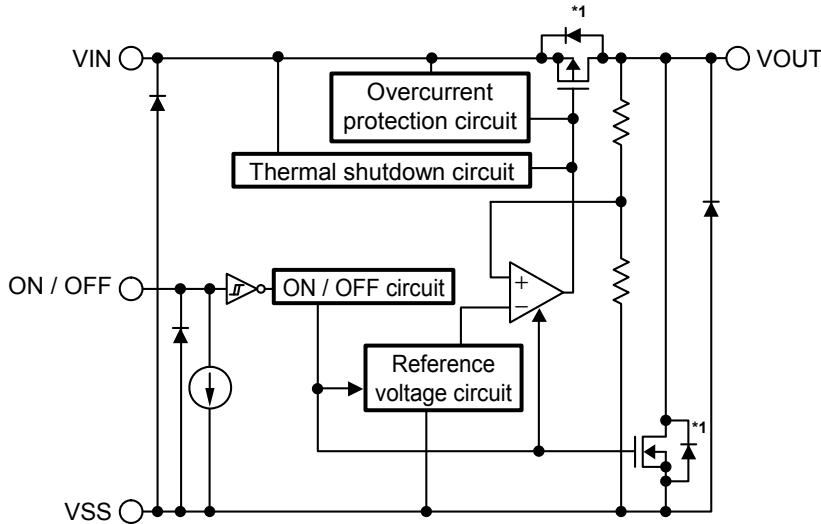 *1
VIN
VOUT
Overcurrent
protection circuit
Thermal shutdown circuit
ON / OFF
ON / OFF circuit
+
−
Reference
voltage circuit
*1
VSS